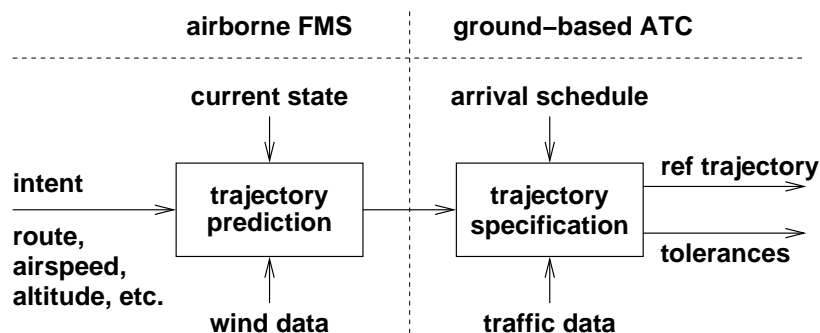 airborne FMS
ground–based ATC
current state
arrival schedule
intent
route,
airspeed,
altitude, etc.
trajectory
prediction
trajectory
specification
ref trajectory
tolerances
wind data
traffic data